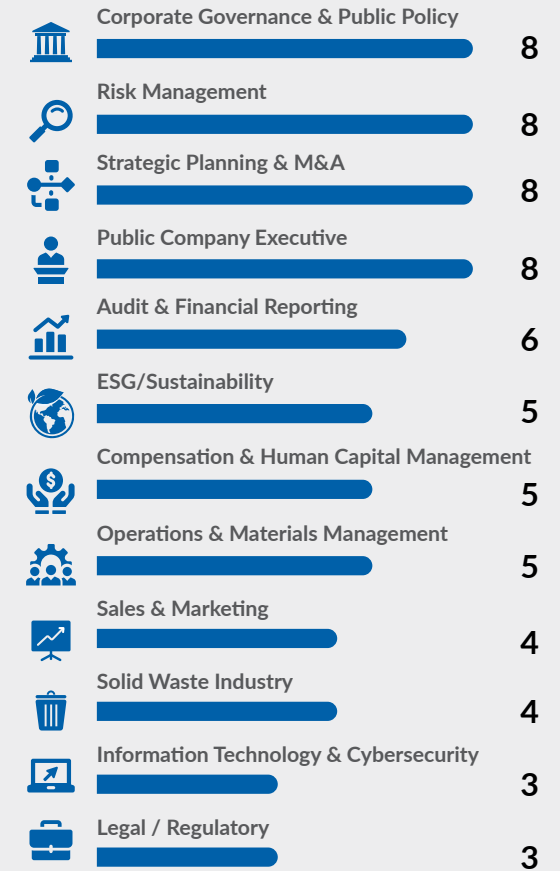 Corporate Governance & Public Policy
8
Risk Management
8
Strategic Planning & M&A
8
Public Company Executive
8
Audit & Financial Reporting
6
ESG/Sustainability
5
Compensation & Human Capital Management
5
Operations & Materials Management
5
Sales & Marketing
4
Solid Waste Industry
4
Information Technology & Cybersecurity
3
Legal / Regulatory
3